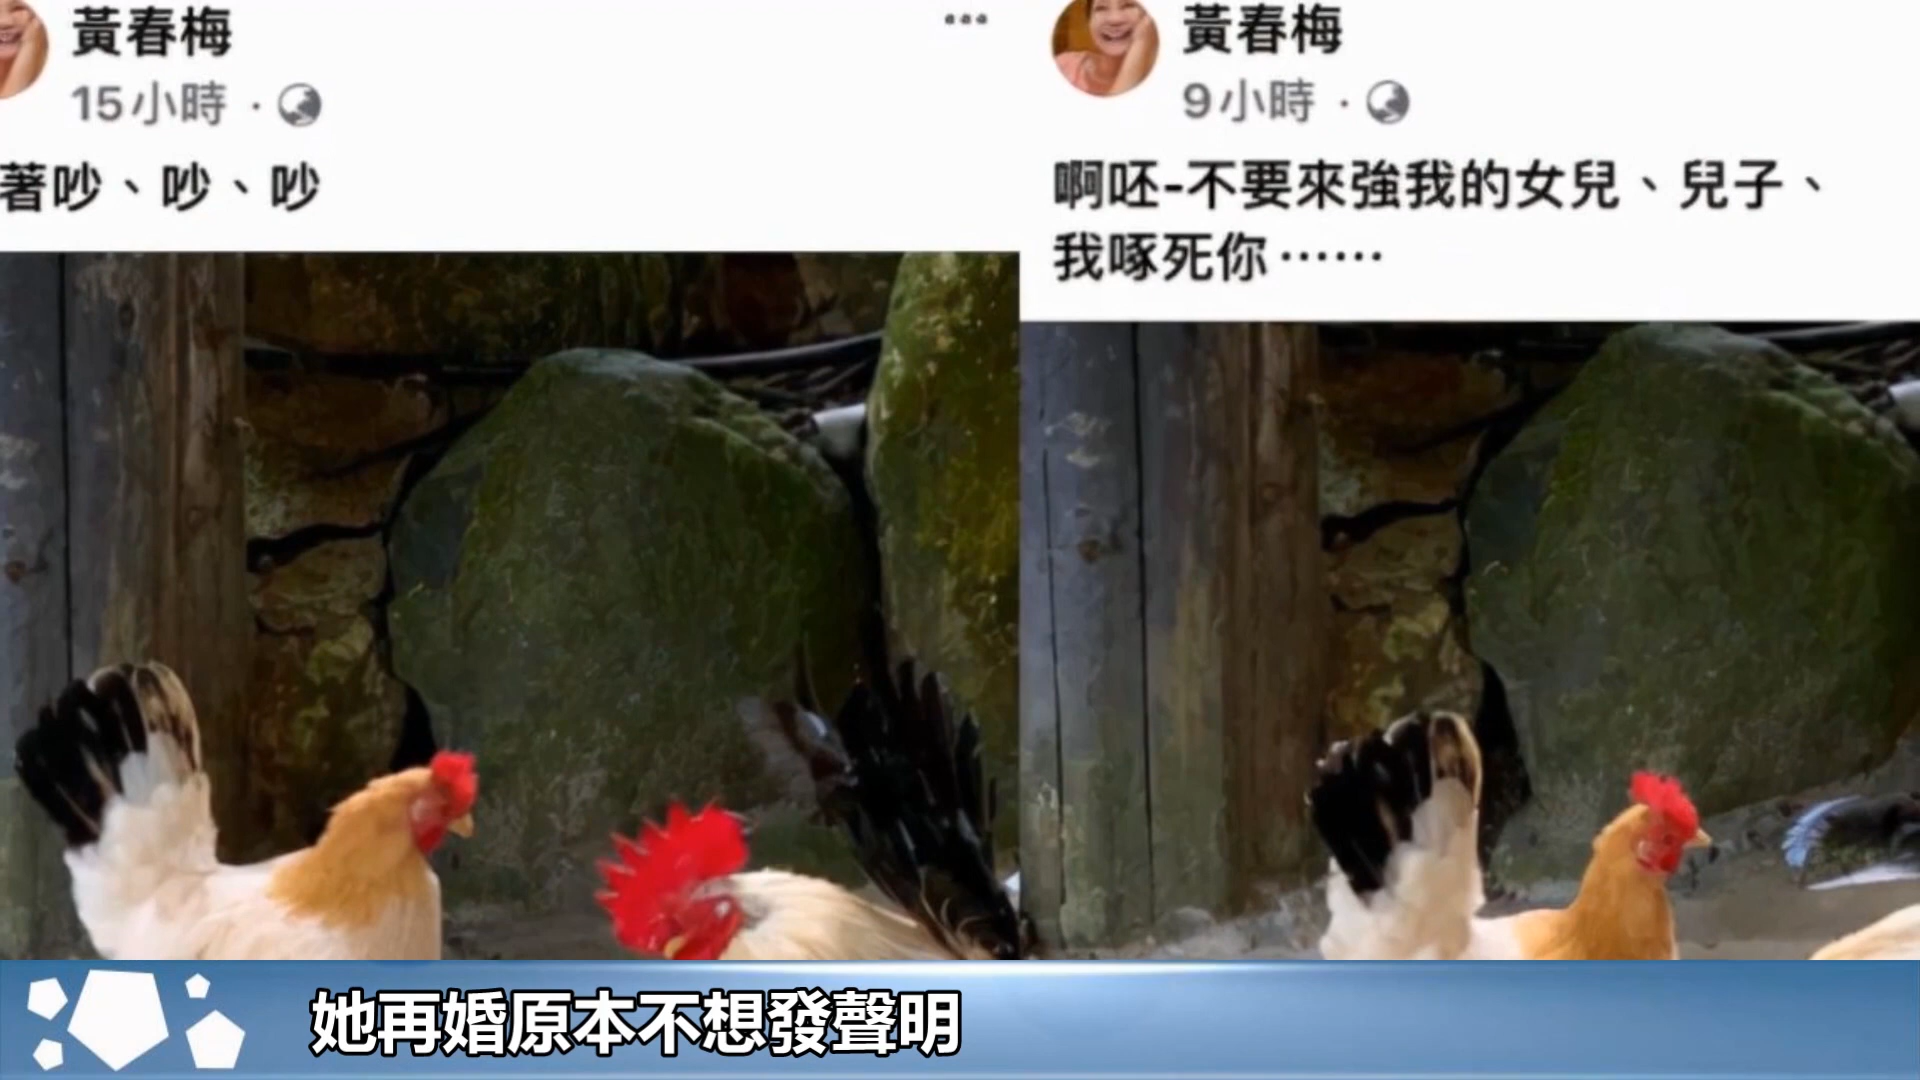 黃春梅
15小時
著吵、吵、吵
黃春梅
9小時
啊呸-不要來強我的女兒、兒子、
我啄死你⋯⋯
她再婚原本不想發聲明